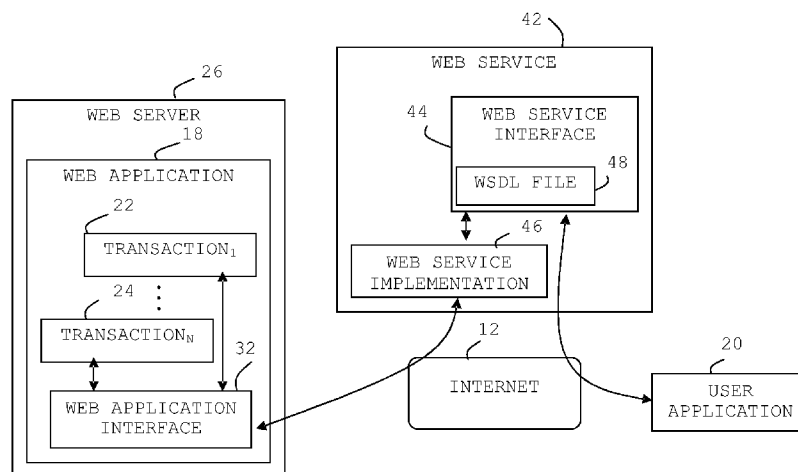 42
WEB SERVICE
26
WEB SERVER
44
WEB SERVICE
INTERFACE
18
WEB APPLICATION
WSDL FILE
48
22
TRANSACTION1
46
WEB SERVICE
IMPLEMENTATION
24
TRANSACTIONN
32
WEB APPLICATION
INTERFACE
12
INTERNET
20
USER
APPLICATION